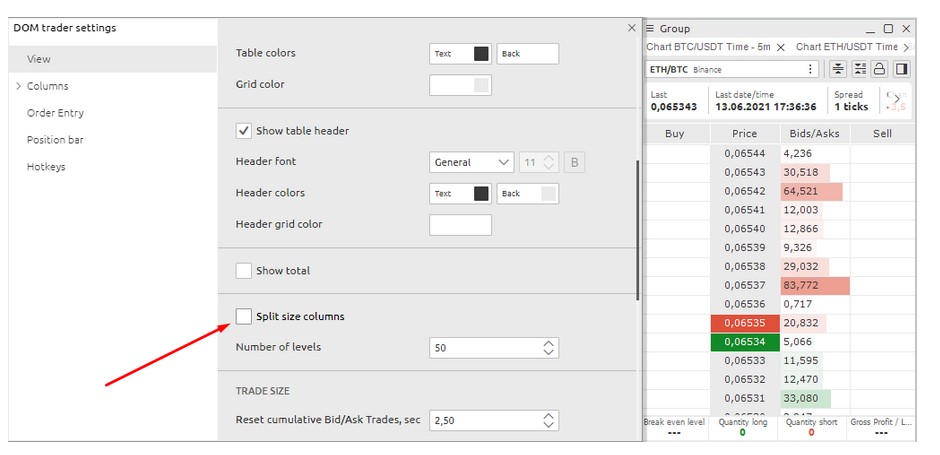 DOM trader settings
View
Columns
Order Entry
Position bar
Hotkeys
Table colors Text Back
Grid color
Show table header
Header font General 11 B
Header colors Text Back
Header grid color
Show total
Split size columns
Number of levels 50
TRADE SIZE
Reset cumulative Bid/Ask Trades, sec 2,50
Group
Chart BTC/USDT Time - 5m Chart ETH/USDT Time
ETH/BTC Binance
Last Last date/time Spread
0,065343 13.06.2021 17:36:36 1 ticks
Buy Price Bids/Asks Sell
0,06544 4,236
0,06543 30,518
0,06542 64,521
0,06541 12,003
0,06540 12,866
0,06539 9,326
0,06538 29,032
0,06537 83,772
0,06536 0,717
0,06535 20,832
0,06534 5,066
0,06533 11,595
0,06532 12,470
0,06531 33,080
Break even level Quantity long Quantity short Gross Profit / L...
--- 0 0 ---